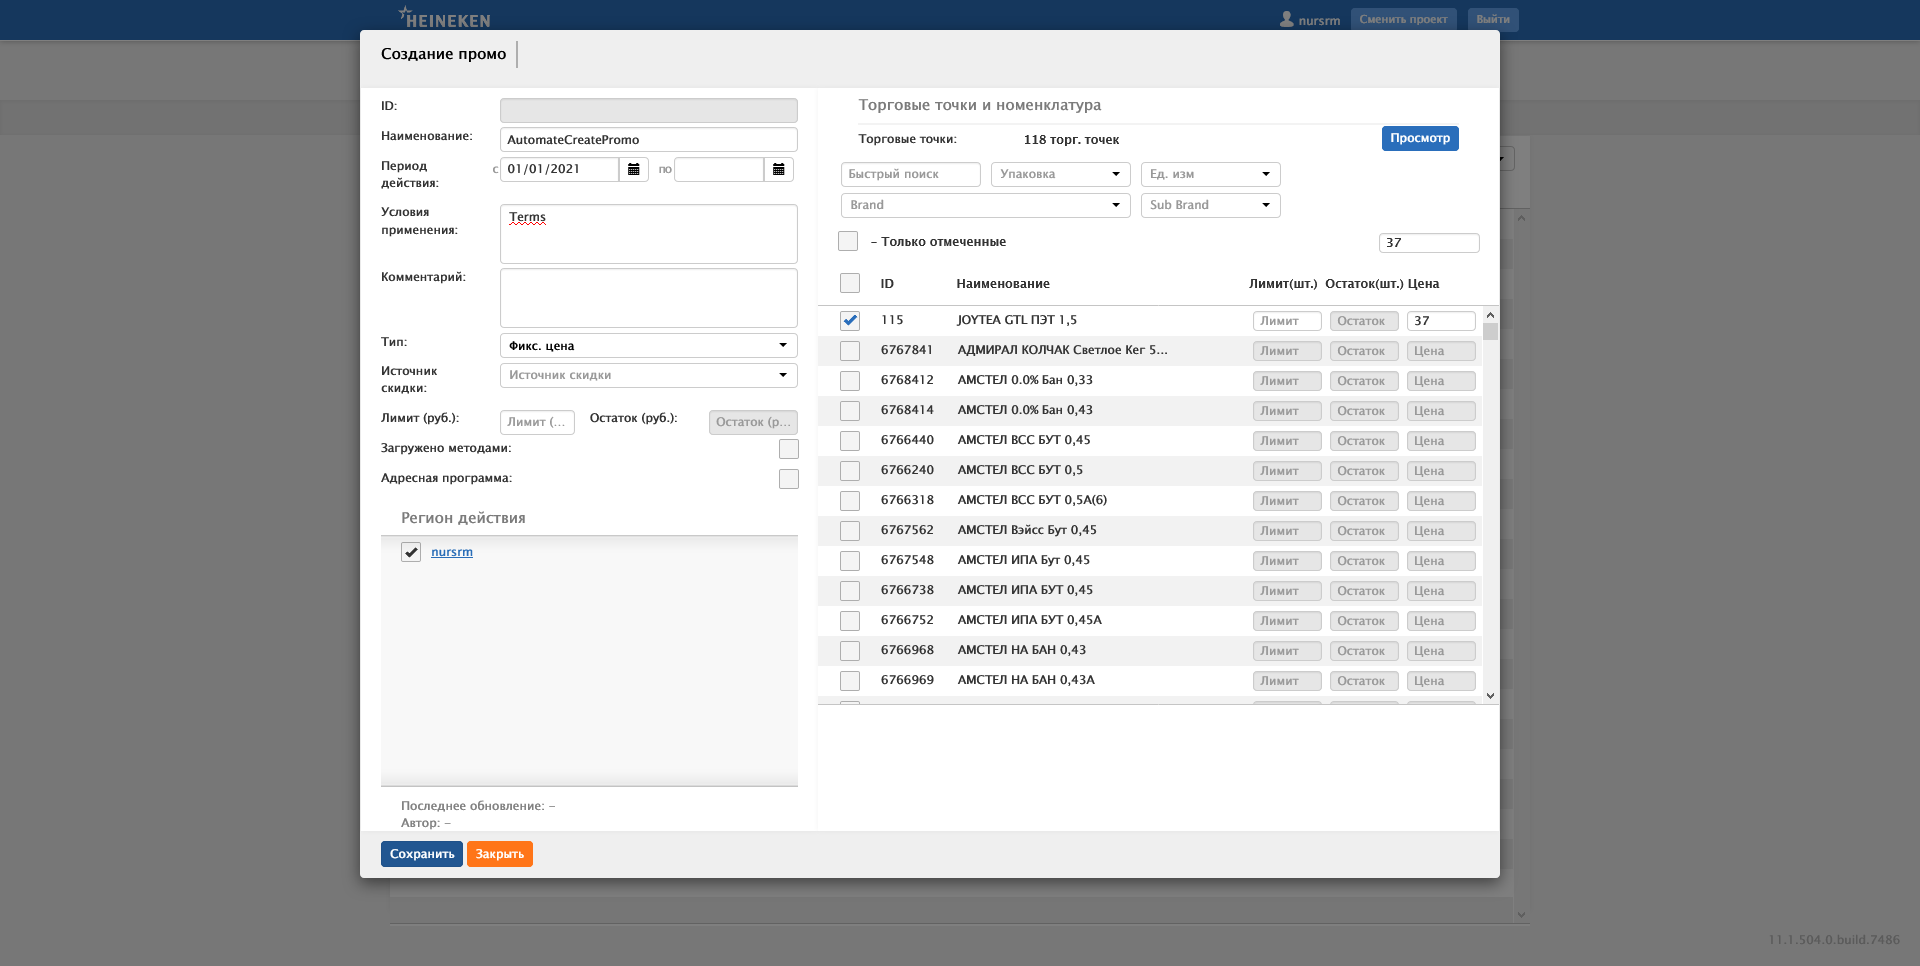 HEINEKEN
nursrm
Сменить проект
Выйти
Создание промо
ID:
Наименование: AutomateCreatePromo
Период действия: с 01/01/2021 по
Условия применения: Terms
Комментарий:
Тип: Фикс. цена
Источник скидки: Источник скидки
Лимит (руб.): Лимит (... Остаток (руб.): Остаток (р...
Загружено методами:
Адресная программа:
Регион действия
nursrm
Последнее обновление: –
Автор: –
Сохранить Закрыть
Торговые точки и номенклатура
Торговые точки: 118 торг. точек Просмотр
Быстрый поиск Упаковка Ед. изм
Brand Sub Brand
– Только отмеченные 37
ID Наименование Лимит(шт.) Остаток(шт.) Цена
115 JOYTEA GTL ПЭТ 1,5 Лимит Остаток 37
6767841 АДМИРАЛ КОЛЧАК Светлое Кег 5... Лимит Остаток Цена
6768412 АМСТЕЛ 0.0% Бан 0,33 Лимит Остаток Цена
6768414 АМСТЕЛ 0.0% Бан 0,43 Лимит Остаток Цена
6766440 АМСТЕЛ ВСС БУТ 0,45 Лимит Остаток Цена
6766240 АМСТЕЛ ВСС БУТ 0,5 Лимит Остаток Цена
6766318 АМСТЕЛ ВСС БУТ 0,5А(6) Лимит Остаток Цена
6767562 АМСТЕЛ Вэйсс Бут 0,45 Лимит Остаток Цена
6767548 АМСТЕЛ ИПА Бут 0,45 Лимит Остаток Цена
6766738 АМСТЕЛ ИПА БУТ 0,45 Лимит Остаток Цена
6766752 АМСТЕЛ ИПА БУТ 0,45А Лимит Остаток Цена
6766968 АМСТЕЛ НА БАН 0,43 Лимит Остаток Цена
6766969 АМСТЕЛ НА БАН 0,43А Лимит Остаток Цена
11.1.504.0.build.7486